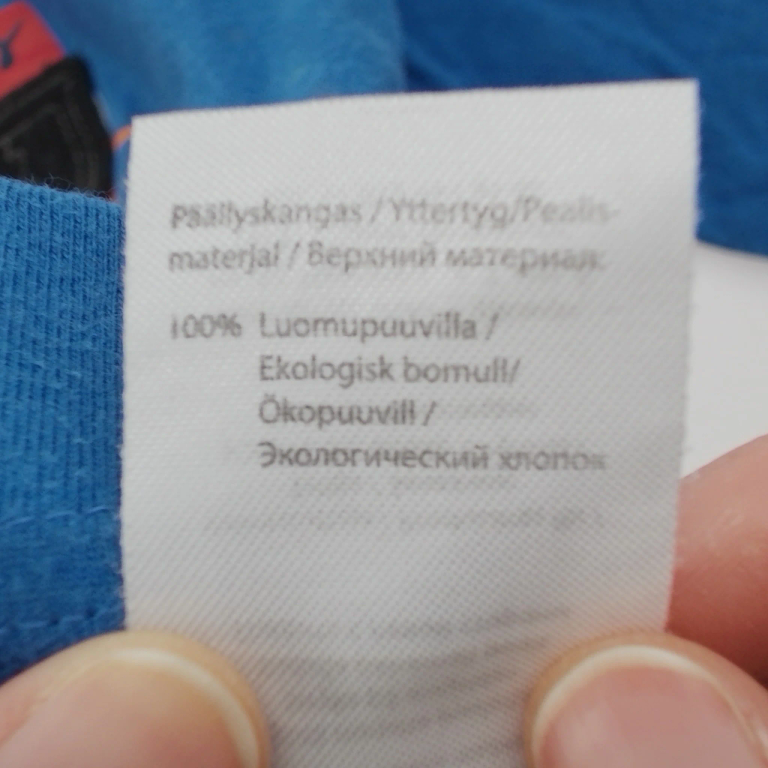 Päällyskangas / Yttertyg/Pealis-
materjal / Верхний материал:
100% Luomupuuvilla /
Ekologisk bomull/
Ökopuuvill /
Экологический хлопок